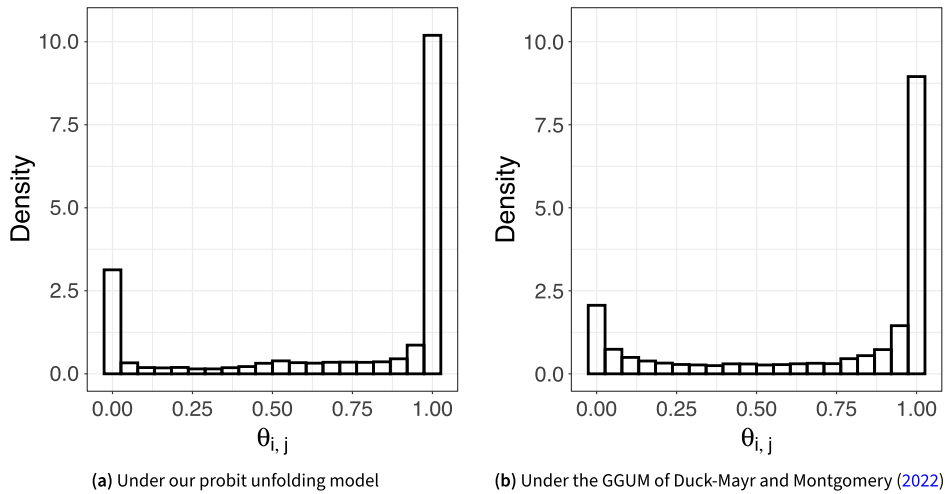 10.0
7.5
5.0
2.5
0.0
Density
0.00 0.25 0.50 0.75 1.00
θi, j
(a) Under our probit unfolding model
10.0
7.5
5.0
2.5
0.0
Density
0.00 0.25 0.50 0.75 1.00
θi, j
(b) Under the GGUM of Duck-Mayr and Montgomery (2022)